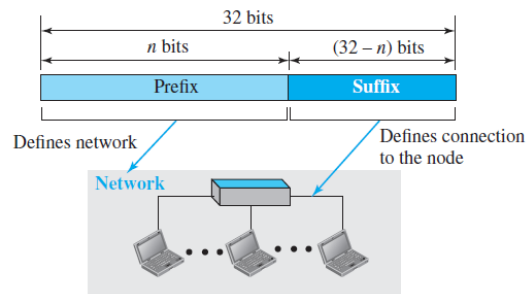 32 bits
n bits
(32 – n) bits
Prefix
Suffix
Defines network
Defines connection
to the node
Network